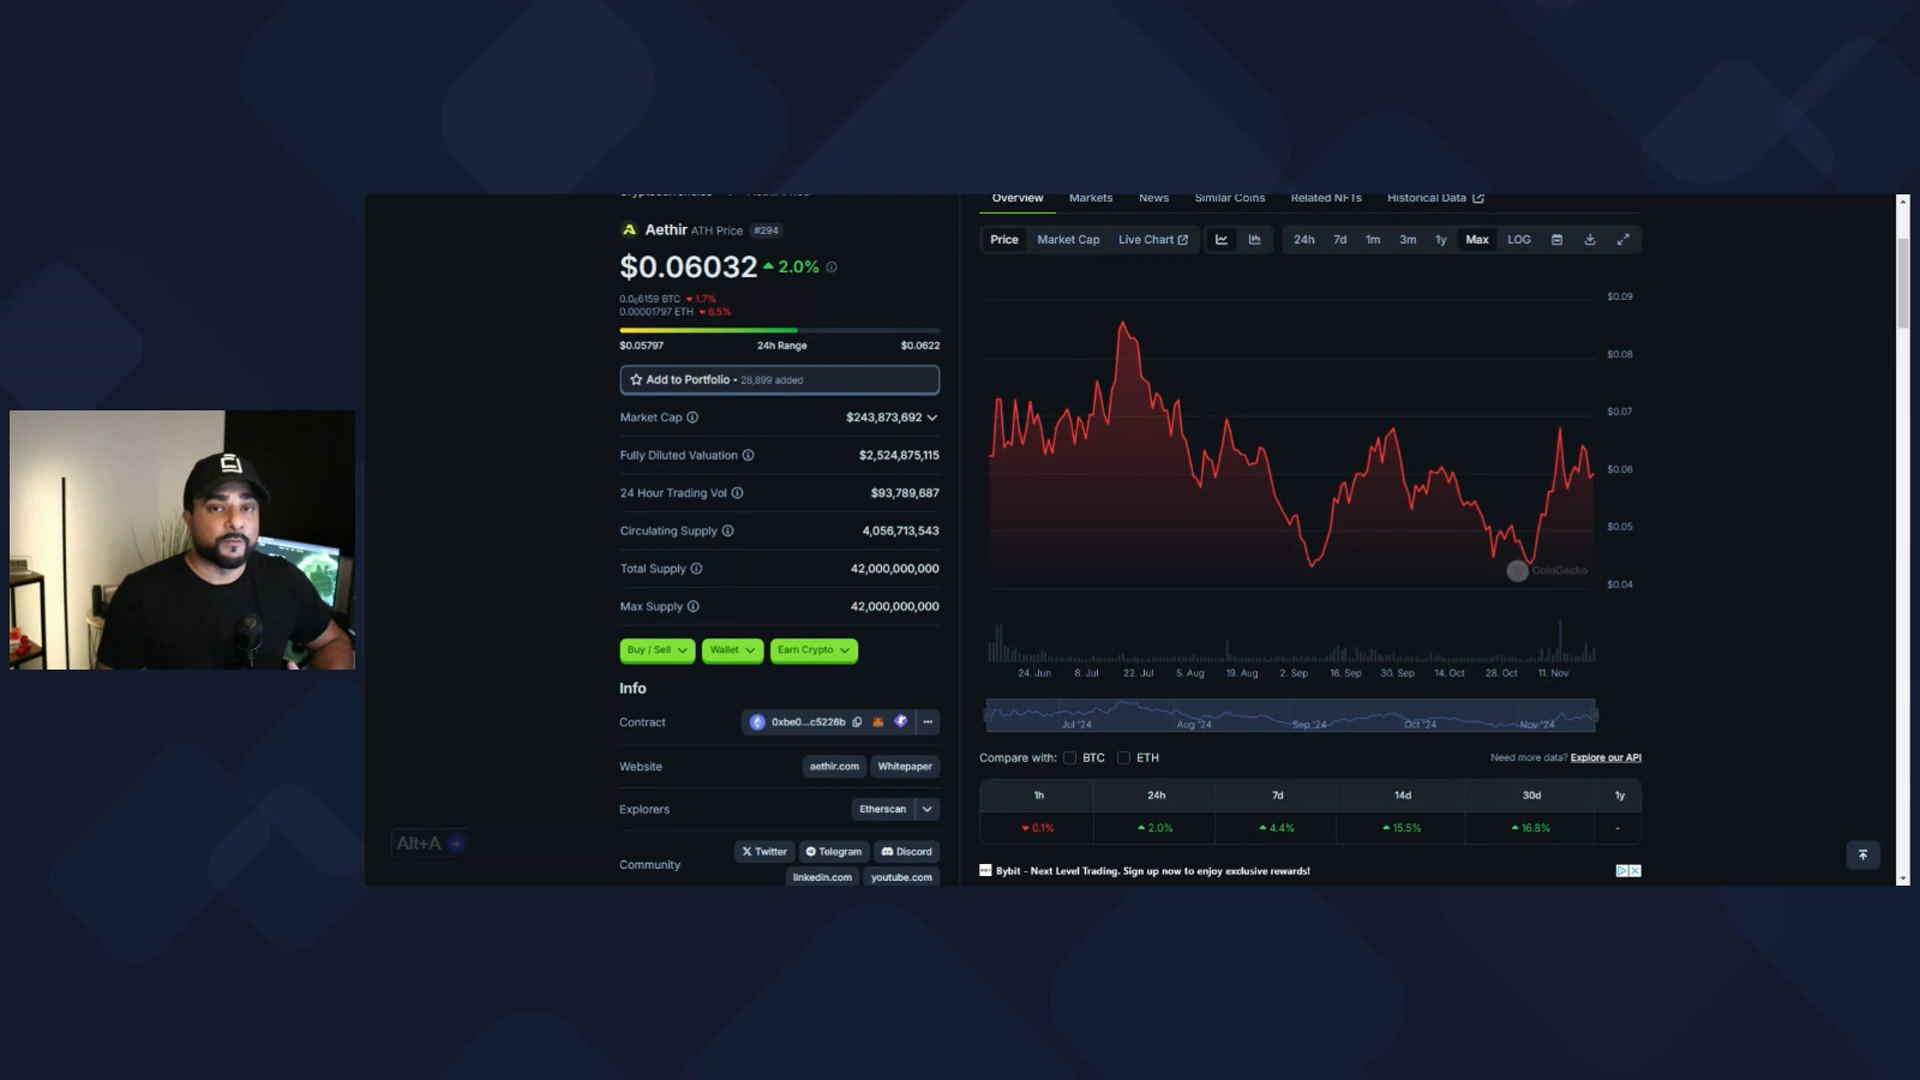 Aethir ATH Price #294
$0.06032 2.0%
0.0₆6159 BTC 1.7%
0.00001797 ETH 6.5%
$0.05797 24h Range $0.0622
Add to Portfolio • 28,899 added
Market Cap $243,873,692
Fully Diluted Valuation $2,524,875,115
24 Hour Trading Vol $93,789,687
Circulating Supply 4,056,713,543
Total Supply 42,000,000,000
Max Supply 42,000,000,000
Buy / Sell Wallet Earn Crypto
Info
Contract 0xbe0...c5226b
Website aethir.com Whitepaper
Explorers Etherscan
Community Twitter Telegram Discord
linkedin.com youtube.com
Alt+A
Overview Markets News Similar Coins Related NFTs Historical Data
Price Market Cap Live Chart 24h 7d 1m 3m 1y Max LOG
$0.09
$0.08
$0.07
$0.06
$0.05
$0.04
CoinGecko
24. Jun 8. Jul 22. Jul 5. Aug 19. Aug 2. Sep 16. Sep 30. Sep 14. Oct 28. Oct 11. Nov
Jul '24 Aug '24 Sep '24 Oct '24 Nov '24
Compare with: BTC ETH Need more data? Explore our API
1h 24h 7d 14d 30d 1y
0.1% 2.0% 4.4% 15.5% 16.8% -
Bybit - Next Level Trading. Sign up now to enjoy exclusive rewards!